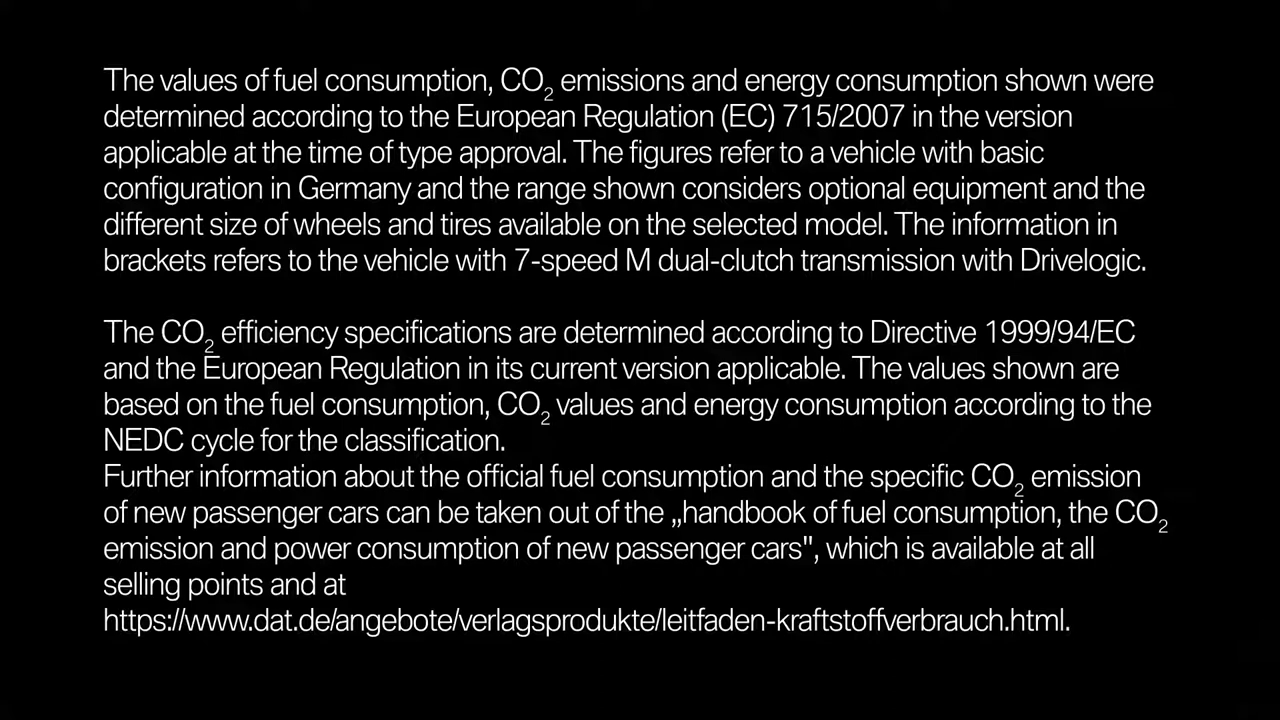 The values of fuel consumption, CO₂ emissions and energy consumption shown were
determined according to the European Regulation (EC) 715/2007 in the version
applicable at the time of type approval. The figures refer to a vehicle with basic
configuration in Germany and the range shown considers optional equipment and the
different size of wheels and tires available on the selected model. The information in
brackets refers to the vehicle with 7-speed M dual-clutch transmission with Drivelogic.
The CO₂ efficiency specifications are determined according to Directive 1999/94/EC
and the European Regulation in its current version applicable. The values shown are
based on the fuel consumption, CO₂ values and energy consumption according to the
NEDC cycle for the classification.
Further information about the official fuel consumption and the specific CO₂ emission
of new passenger cars can be taken out of the „handbook of fuel consumption, the CO₂
emission and power consumption of new passenger cars", which is available at all
selling points and at
https://www.dat.de/angebote/verlagsprodukte/leitfaden-kraftstoffverbrauch.html.